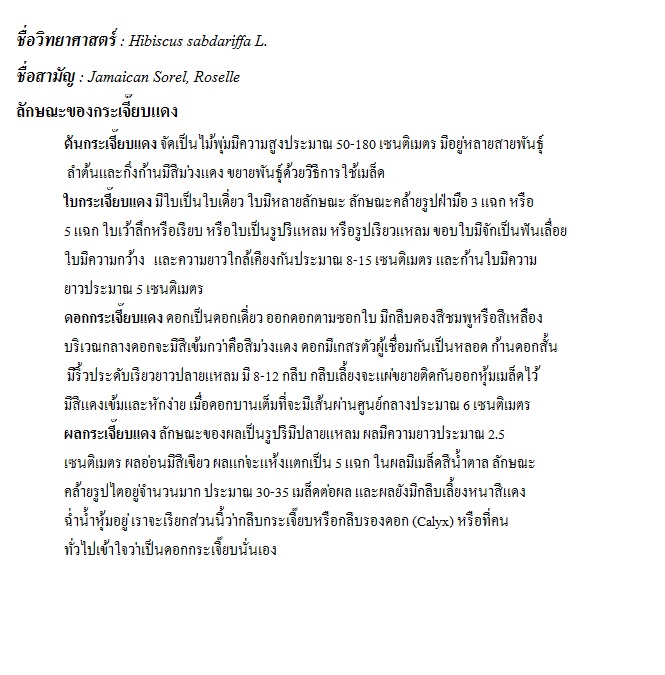 ชื่อวิทยาศาสตร์ : Hibiscus sabdariffa L.
ชื่อสามัญ : Jamaican Sorel, Roselle
ลักษณะของกระเจี๊ยบแดง
ต้นกระเจี๊ยบแดง จัดเป็นไม้พุ่มมีความสูงประมาณ 50-180 เซนติเมตร มีอยู่หลายสายพันธุ์
ลำต้นและกิ่งก้านมีสีม่วงแดง ขยายพันธุ์ด้วยวิธีการใช้เมล็ด
ใบกระเจี๊ยบแดง มีใบเป็นใบเดี่ยว ใบมีหลายลักษณะ ลักษณะคล้ายรูปฝ่ามือ 3 แฉก หรือ
5 แฉก ใบเว้าลึกหรือเรียบ หรือใบเป็นรูปรีแหลม หรือรูปเรียวแหลม ขอบใบมีจักเป็นฟันเลื่อย
ใบมีความกว้าง และความยาวใกล้เคียงกันประมาณ 8-15 เซนติเมตร และก้านใบมีความ
ยาวประมาณ 5 เซนติเมตร
ดอกกระเจี๊ยบแดง ดอกเป็นดอกเดี่ยว ออกดอกตามซอกใบ มีกลีบดองสีชมพูหรือสีเหลือง
บริเวณกลางดอกจะมีสีเข้มกว่าคือสีม่วงแดง ดอกมีเกสรตัวผู้เชื่อมกันเป็นหลอด ก้านดอกสั้น
มีริ้วประดับเรียวยาวปลายแหลม มี 8-12 กลีบ กลีบเลี้ยงจะแผ่ขยายติดกันออกหุ้มเมล็ดไว้
มีสีแดงเข้มและหักง่าย เมื่อดอกบานเต็มที่จะมีเส้นผ่านศูนย์กลางประมาณ 6 เซนติเมตร
ผลกระเจี๊ยบแดง ลักษณะของผลเป็นรูปรีมีปลายแหลม ผลมีความยาวประมาณ 2.5
เซนติเมตร ผลอ่อนมีสีเขียว ผลแก่จะแห้งแตกเป็น 5 แฉก ในผลมีเมล็ดสีน้ำตาล ลักษณะ
คล้ายรูปไตอยู่จำนวนมาก ประมาณ 30-35 เมล็ดต่อผล และผลยังมีกลีบเลี้ยงหนาสีแดง
ฉ่ำน้ำหุ้มอยู่ เราจะเรียกส่วนนี้ว่ากลีบกระเจี๊ยบหรือกลีบรองดอก (Calyx) หรือที่คน
ทั่วไปเข้าใจว่าเป็นดอกกระเจี๊ยบนั่นเอง